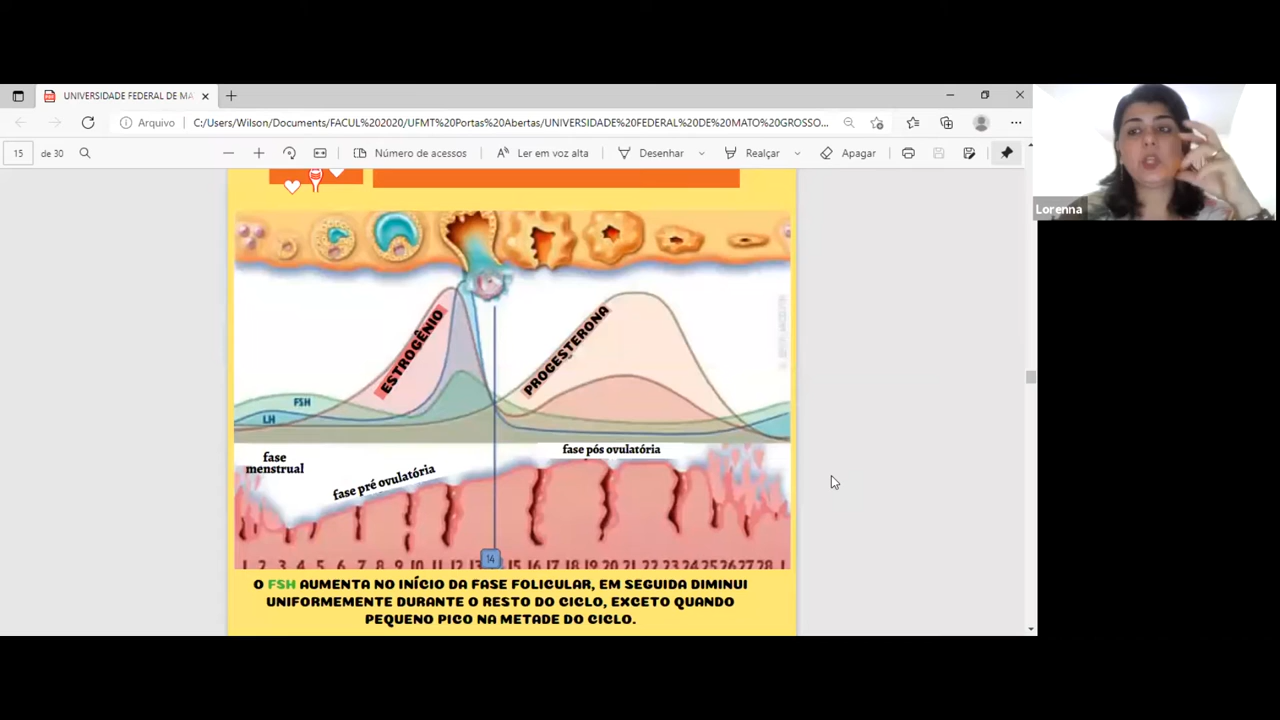 UNIVERSIDADE FEDERAL DE MA
Arquivo
C:/Users/Wilson/Documents/FACUL%202020/UFMT%20Portas%20Abertas/UNIVERSIDADE%20FEDERAL%20DE%20MATO%20GROSSO...
15 de 30
Número de acessos
Ler em voz alta
Desenhar
Realçar
Apagar
Lorenna
ESTROGÊNIO
PROGESTERONA
FSH
LH
fase
menstrual
fase pré ovulatória
fase pós ovulatória
1 2 3 4 5 6 7 8 9 10 11 12 13 14 15 16 17 18 19 20 21 22 23 24 25 26 27 28 1
O FSH AUMENTA NO INÍCIO DA FASE FOLICULAR, EM SEGUIDA DIMINUI
UNIFORMEMENTE DURANTE O RESTO DO CICLO, EXCETO QUANDO
PEQUENO PICO NA METADE DO CICLO.